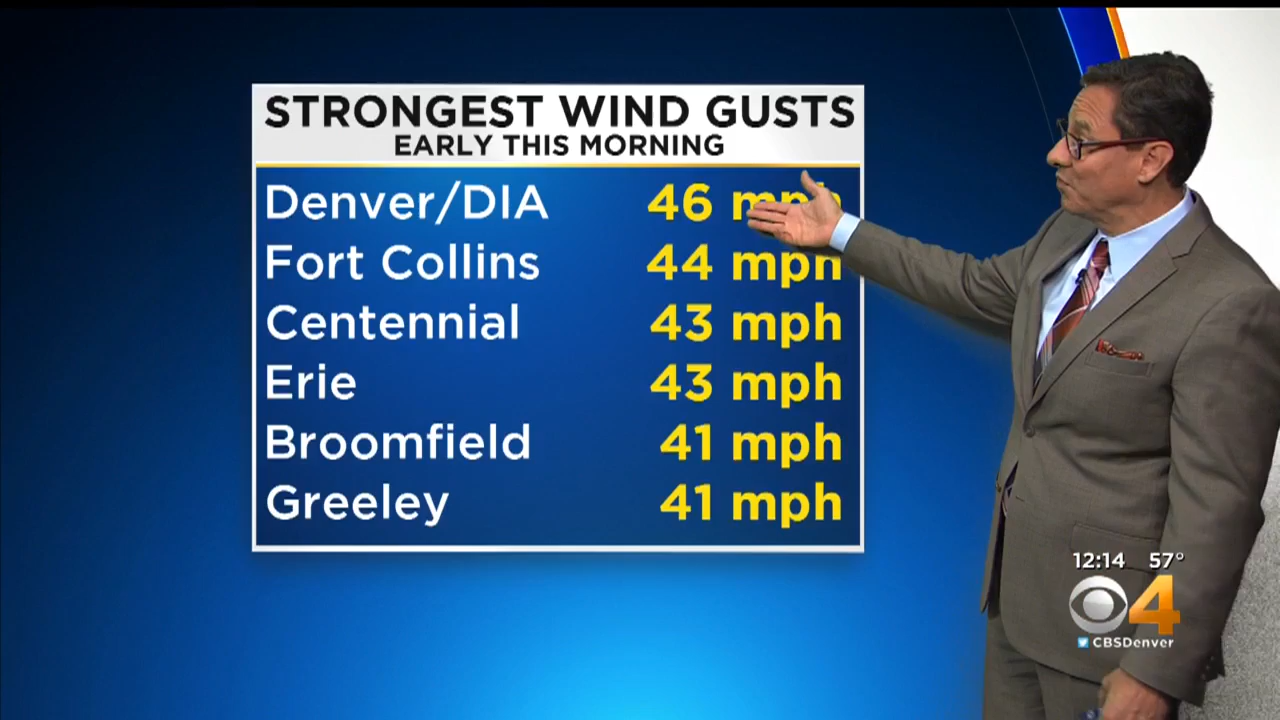 STRONGEST WIND GUSTS
EARLY THIS MORNING
Denver/DIA 46 mph
Fort Collins 44 mph
Centennial 43 mph
Erie 43 mph
Broomfield 41 mph
Greeley 41 mph
12:14 57°
4
CBSDenver